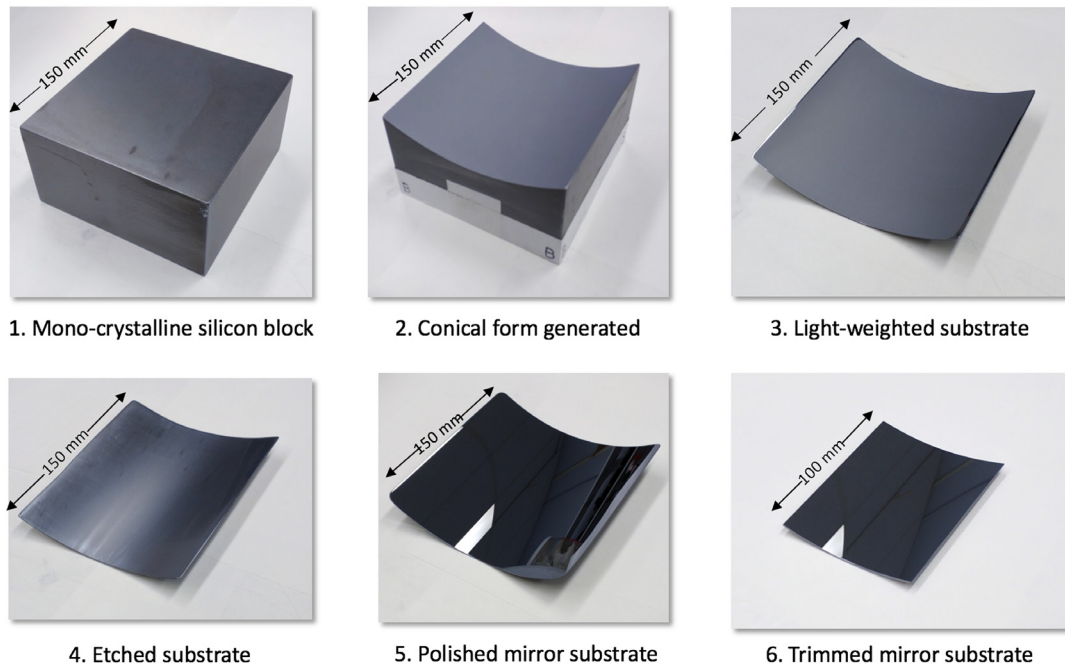 150 mm
150 mm
150 mm
B
B
1. Mono-crystalline silicon block
2. Conical form generated
3. Light-weighted substrate
150 mm
150 mm
100 mm
4. Etched substrate
5. Polished mirror substrate
6. Trimmed mirror substrate